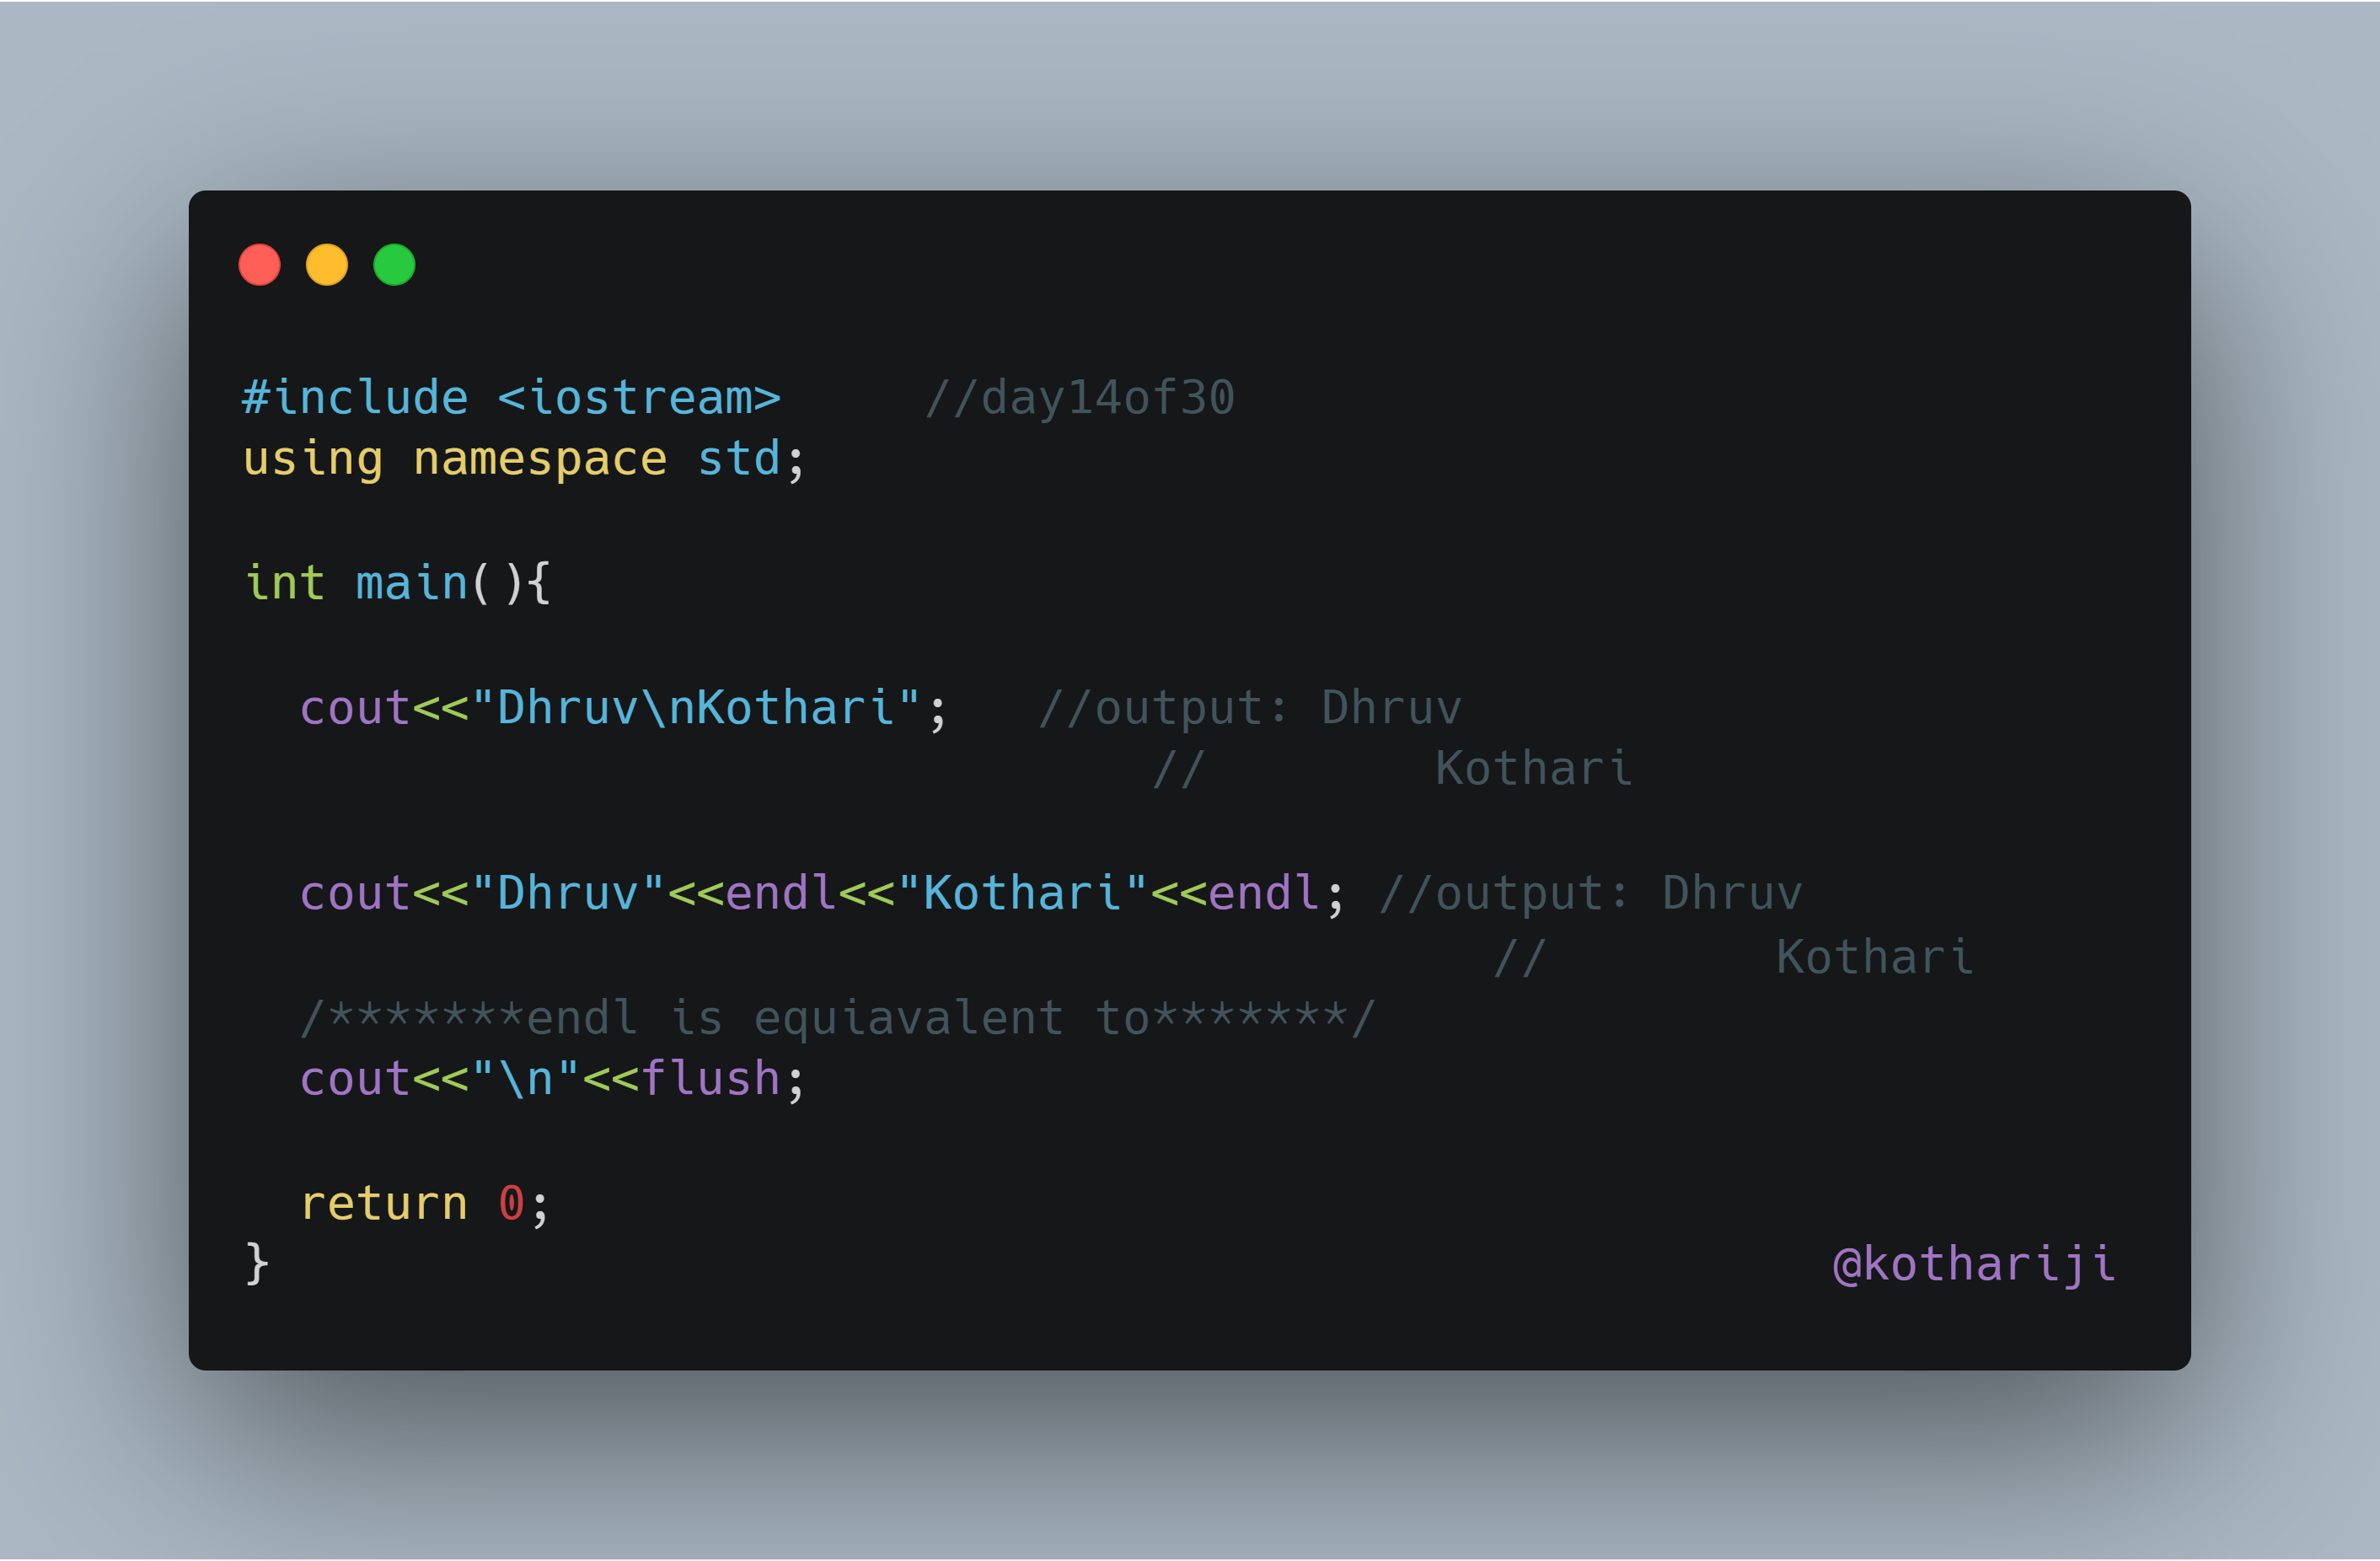 #include <iostream>     //day14of30
using namespace std;
int main(){
  cout<<"Dhruv\nKothari";   //output: Dhruv
                                //        Kothari
  cout<<"Dhruv"<<endl<<"Kothari"<<endl; //output: Dhruv
                                            //        Kothari
  /*******endl is equiavalent to*******/
  cout<<"\n"<<flush;
  return 0;
}                                                       @kothariji